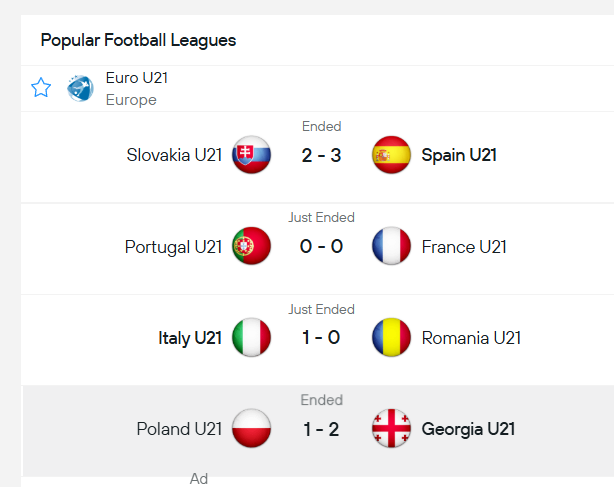 Popular Football Leagues
Euro U21
Europe
Ended
Slovakia U21 2 - 3 Spain U21
Just Ended
Portugal U21 0 - 0 France U21
Just Ended
Italy U21 1 - 0 Romania U21
Ended
Poland U21 1 - 2 Georgia U21
Ad